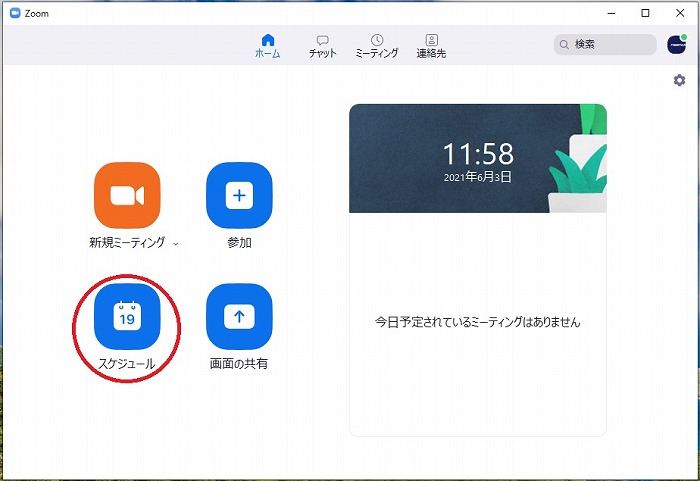 Zoom
ホーム
チャット
ミーティング
連絡先
検索
11:58
2021年6月3日
新規ミーティング
参加
19
スケジュール
画面の共有
今日予定されているミーティングはありません